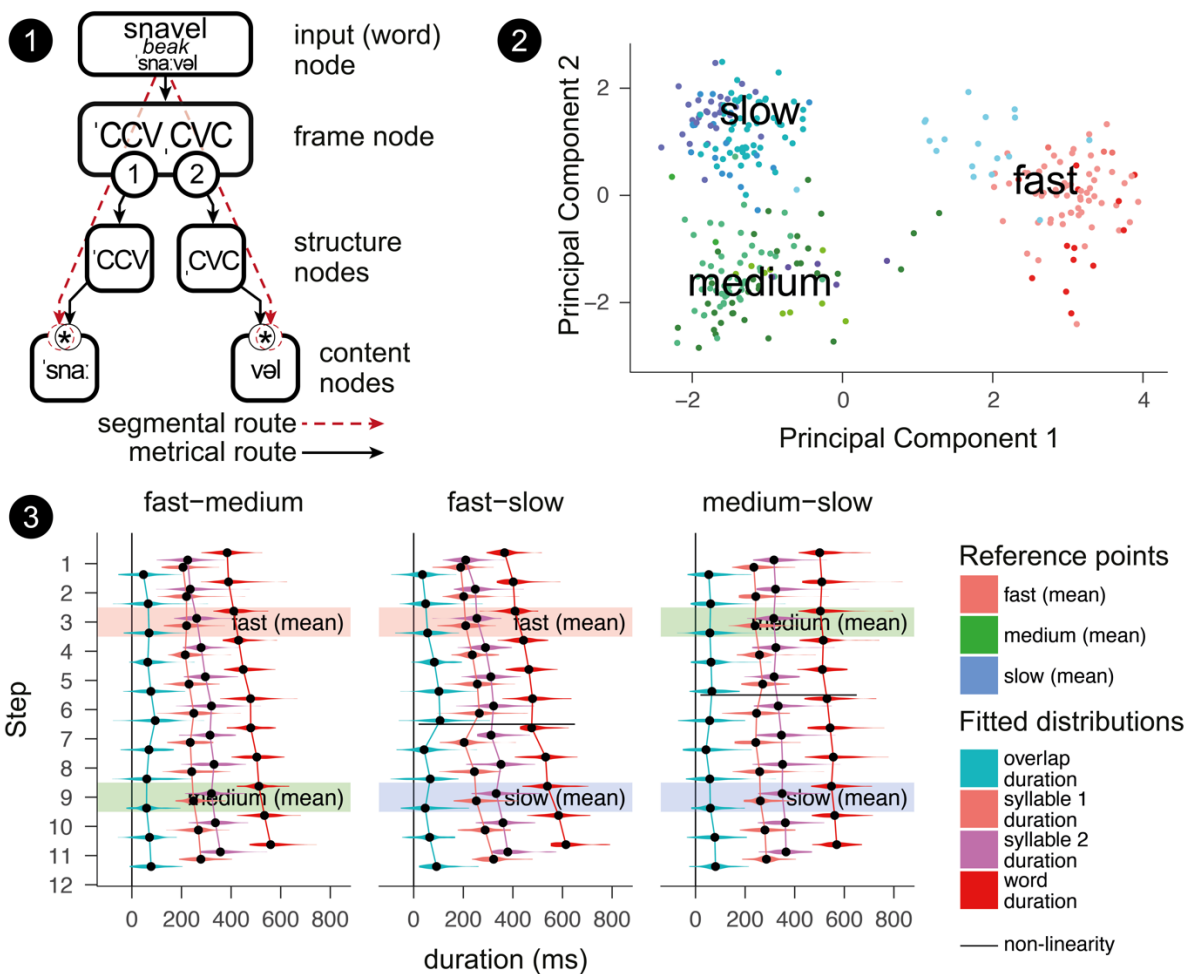 1
snavel
beak
ˈsnaːvəl
input (word)
node
ˈCCV ˌCVC
frame node
1 2
ˈCCV
ˌCVC
structure
nodes
* *
ˈsnaː
vəl
content
nodes
segmental route
metrical route
2
Principal Component 2
2
0
−2
slow
medium
fast
−2 0 2 4
Principal Component 1
3
fast−medium
fast−slow
medium−slow
Step
1
2
3
4
5
6
7
8
9
10
11
12
fast (mean)
medium (mean)
fast (mean)
slow (mean)
medium (mean)
slow (mean)
0 200 400 600 800
0 200 400 600 800
0 200 400 600 800
duration (ms)
Reference points
fast (mean)
medium (mean)
slow (mean)
Fitted distributions
overlap
duration
syllable 1
duration
syllable 2
duration
word
duration
non-linearity